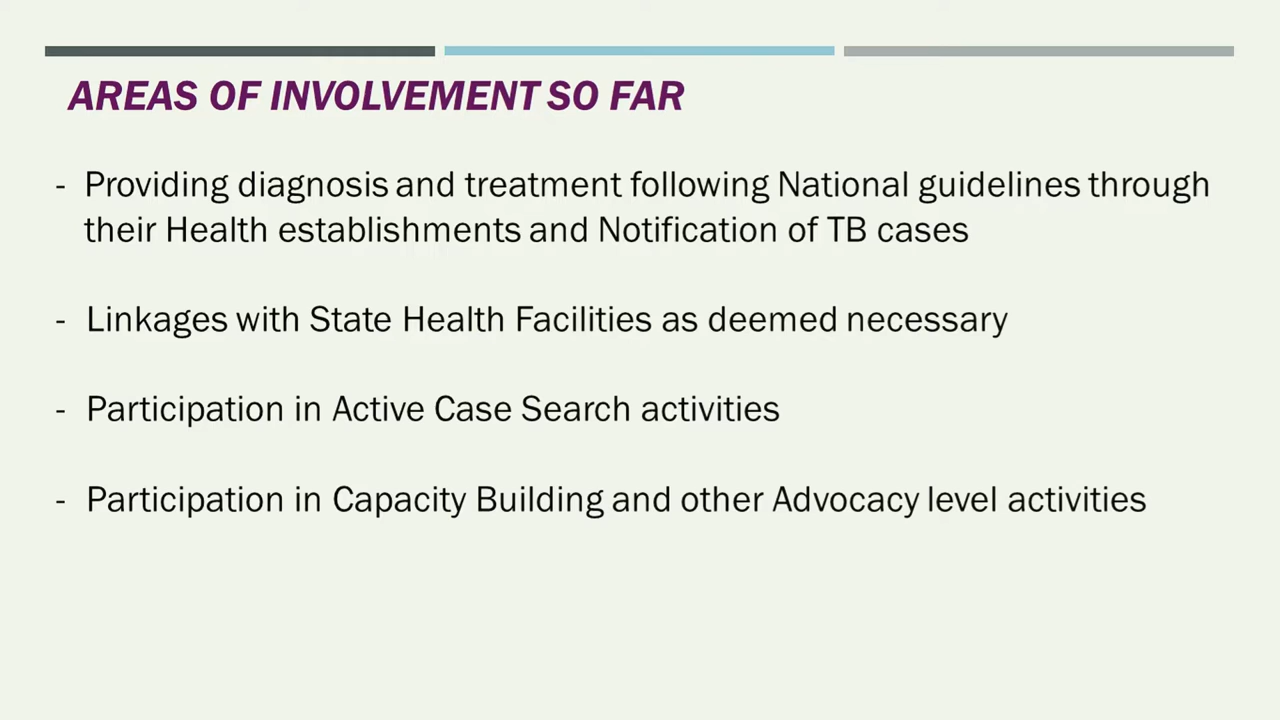 AREAS OF INVOLVEMENT SO FAR
- Providing diagnosis and treatment following National guidelines through
their Health establishments and Notification of TB cases
- Linkages with State Health Facilities as deemed necessary
- Participation in Active Case Search activities
- Participation in Capacity Building and other Advocacy level activities